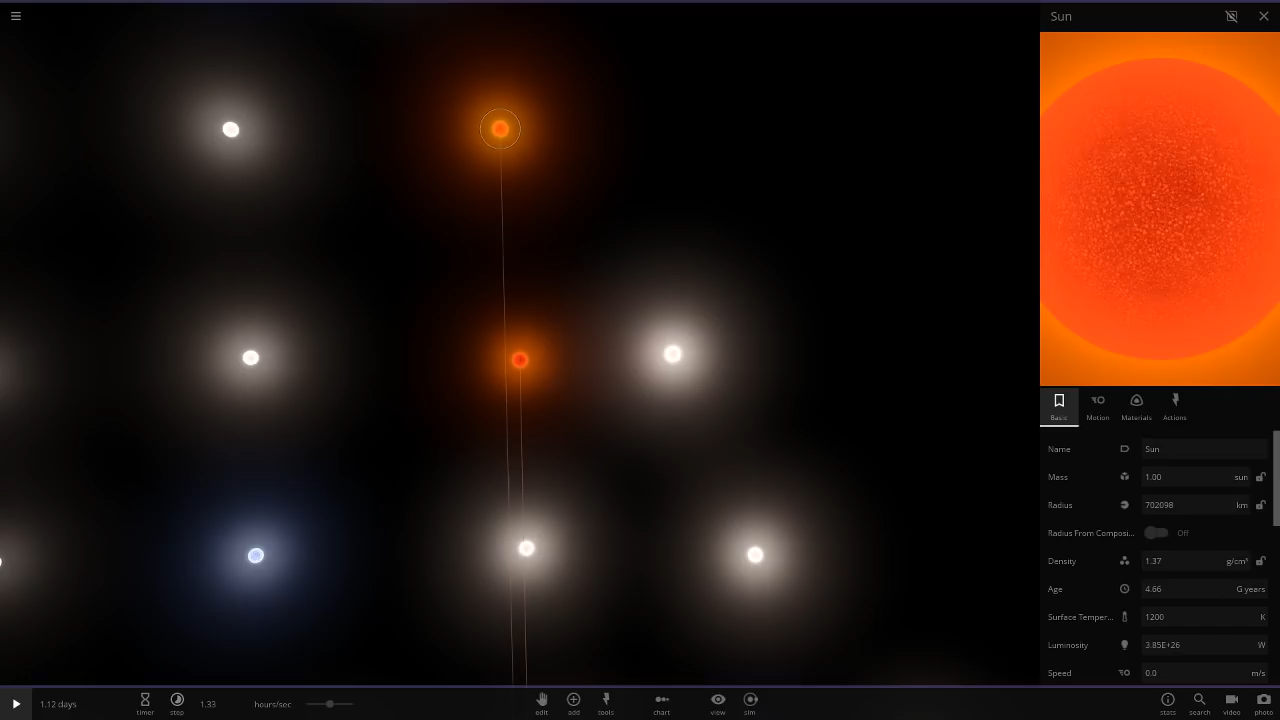 Sun
Basic Motion Materials Actions
Name Sun
Mass 1.00 sun
Radius 702098 km
Radius From Composi... Off
Density 1.37 g/cm³
Age 4.66 G years
Surface Temper... 1200 K
Luminosity 3.85E+26 W
Speed 0.0 m/s
1.12 days timer step 1.33 hours/sec edit add tools chart view sim stats search video photo